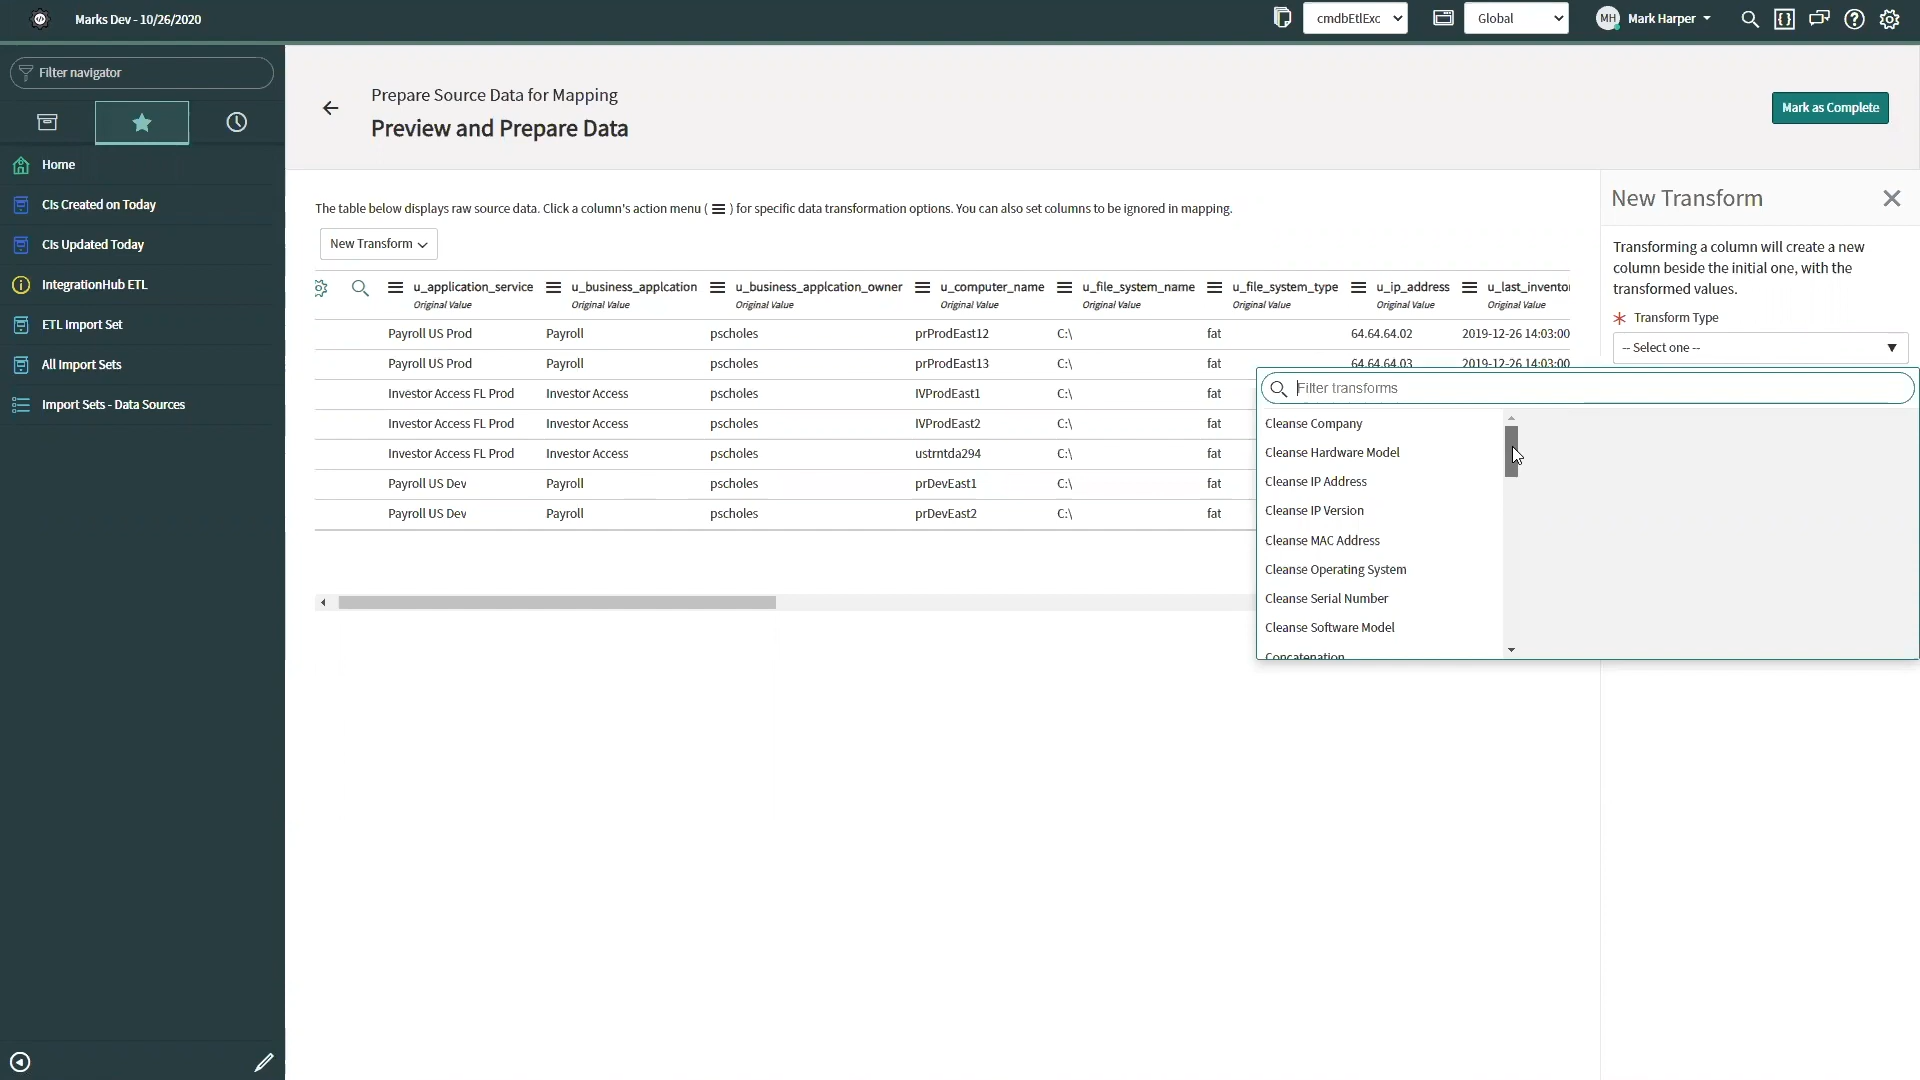 Marks Dev - 10/26/2020
cmdbEtlExc
Global
MH
Mark Harper
Filter navigator
Home
CIs Created on Today
CIs Updated Today
IntegrationHub ETL
ETL Import Set
All Import Sets
Import Sets - Data Sources
Prepare Source Data for Mapping
Preview and Prepare Data
Mark as Complete
The table below displays raw source data. Click a column's action menu ( ≡ ) for specific data transformation options. You can also set columns to be ignored in mapping.
New Transform
u_application_service u_business_applcation u_business_applcation_owner u_computer_name u_file_system_name u_file_system_type u_ip_address u_last_inventor
Original Value Original Value Original Value Original Value Original Value Original Value Original Value Original Value
Payroll US Prod Payroll pscholes prProdEast12 C:\ fat 64.64.64.02 2019-12-26 14:03:00
Payroll US Prod Payroll pscholes prProdEast13 C:\ fat 64.64.64.03 2019-12-26 14:03:00
Investor Access FL Prod Investor Access pscholes IVProdEast1 C:\ fat
Investor Access FL Prod Investor Access pscholes IVProdEast2 C:\ fat
Investor Access FL Prod Investor Access pscholes ustrntda294 C:\ fat
Payroll US Dev Payroll pscholes prDevEast1 C:\ fat
Payroll US Dev Payroll pscholes prDevEast2 C:\ fat
New Transform
Transforming a column will create a new
column beside the initial one, with the
transformed values.
Transform Type
-- Select one --
Filter transforms
Cleanse Company
Cleanse Hardware Model
Cleanse IP Address
Cleanse IP Version
Cleanse MAC Address
Cleanse Operating System
Cleanse Serial Number
Cleanse Software Model
Concatenation